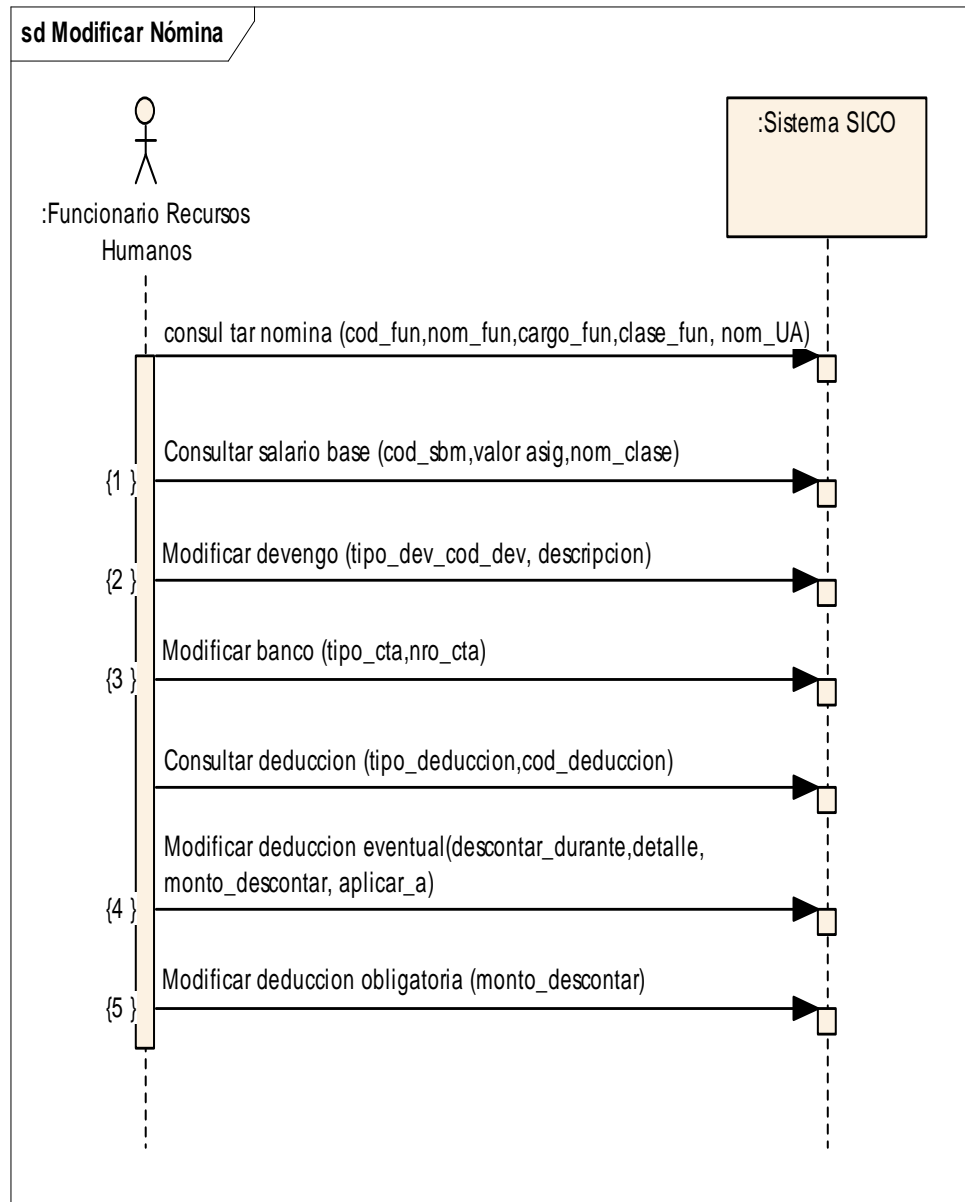 sd Modificar Nómina
:Sistema SICO
:Funcionario Recursos
Humanos
consul tar nomina (cod_fun,nom_fun,cargo_fun,clase_fun, nom_UA)
Consultar salario base (cod_sbm,valor asig,nom_clase)
{1 }
Modificar devengo (tipo_dev_cod_dev, descripcion)
{2 }
Modificar banco (tipo_cta,nro_cta)
{3 }
Consultar deduccion (tipo_deduccion,cod_deduccion)
Modificar deduccion eventual(descontar_durante,detalle,
monto_descontar, aplicar_a)
{4 }
Modificar deduccion obligatoria (monto_descontar)
{5 }